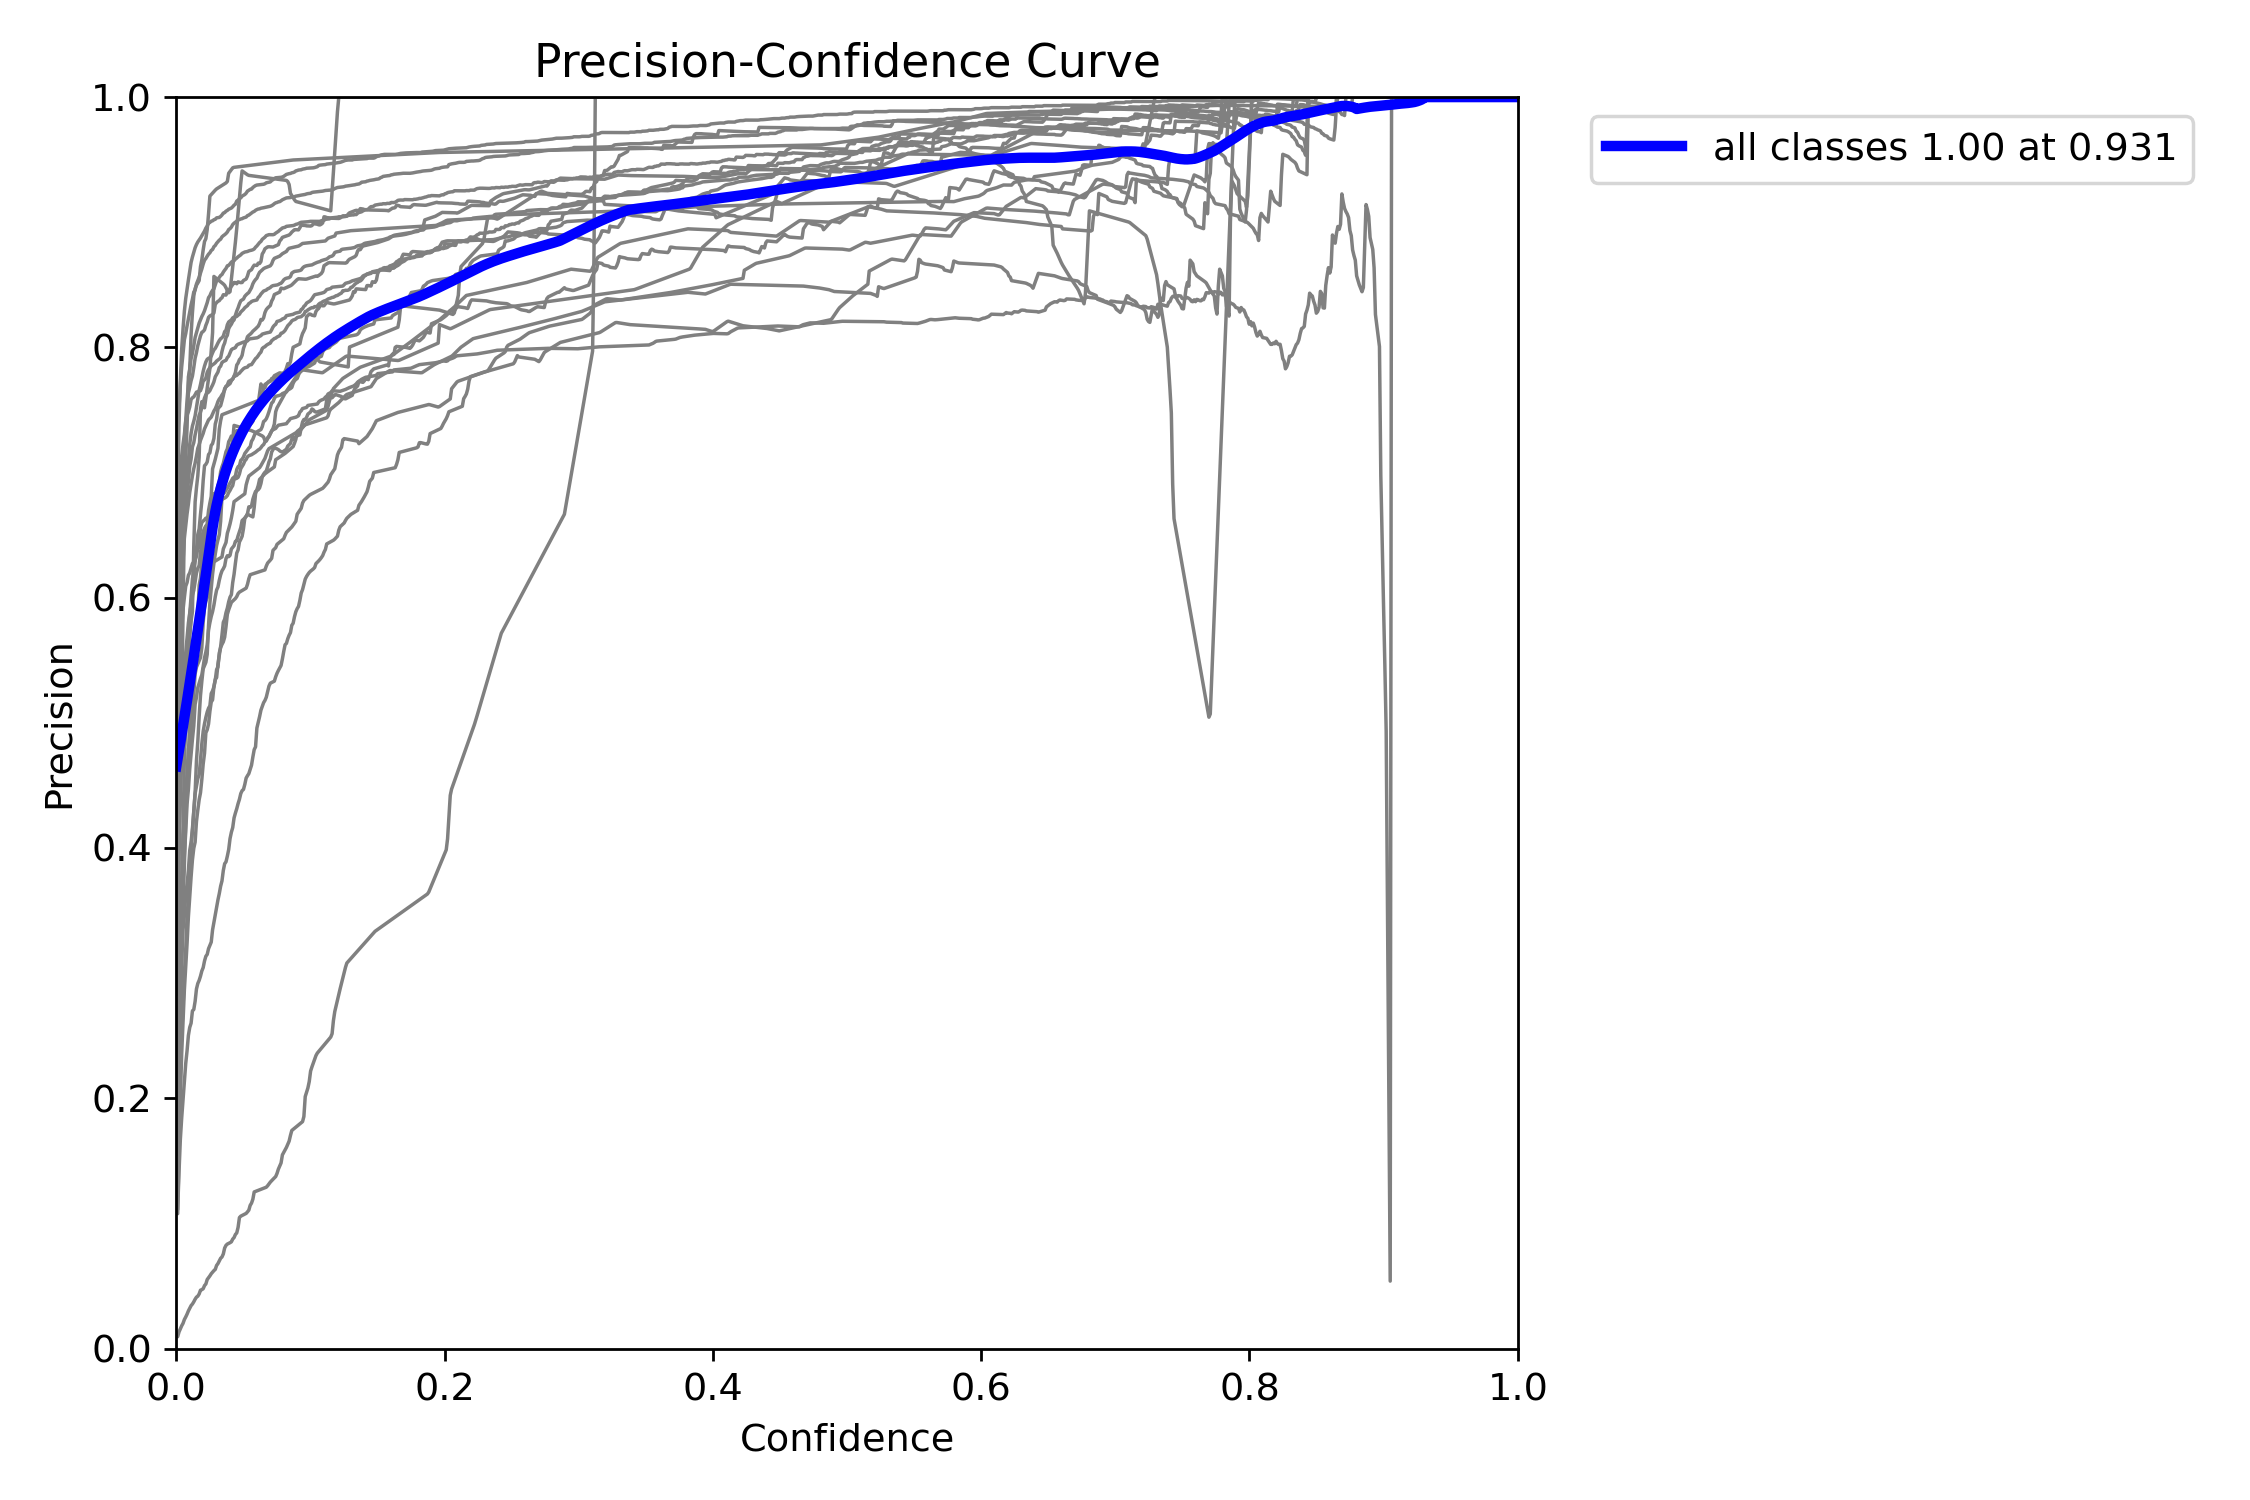 Precision-Confidence Curve
1.0
0.8
0.6
0.4
0.2
0.0
Precision
0.0 0.2 0.4 0.6 0.8 1.0
Confidence
all classes 1.00 at 0.931